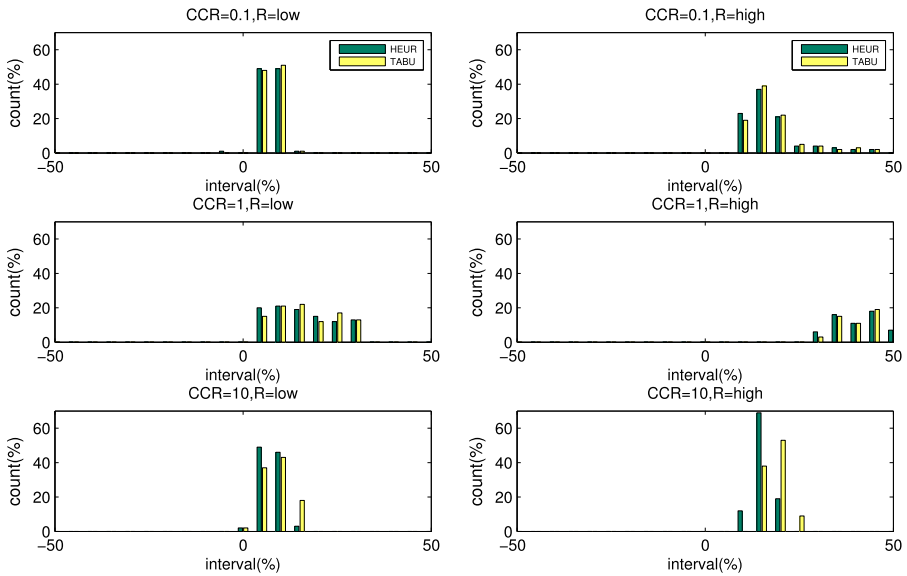 CCR=0.1,R=low
60
40
20
0
−50
0
50
count(%)
interval(%)
HEUR
TABU
CCR=0.1,R=high
60
40
20
0
−50
0
50
count(%)
interval(%)
HEUR
TABU
CCR=1,R=low
60
40
20
0
−50
0
50
count(%)
interval(%)
CCR=1,R=high
60
40
20
0
−50
0
50
count(%)
interval(%)
CCR=10,R=low
60
40
20
0
−50
0
50
count(%)
interval(%)
CCR=10,R=high
60
40
20
0
−50
0
50
count(%)
interval(%)